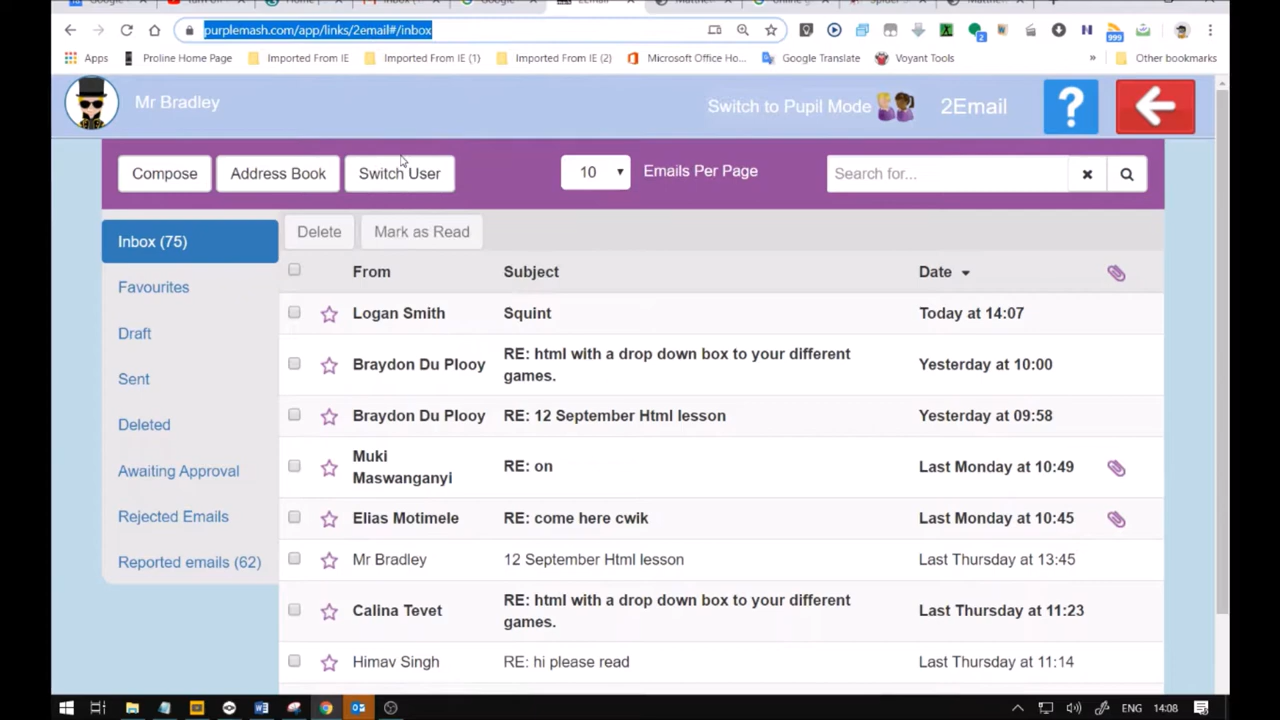 purplemash.com/app/links/2email#/inbox
Apps Proline Home Page Imported From IE Imported From IE (1) Imported From IE (2) Microsoft Office Ho... Google Translate Voyant Tools » Other bookmarks
Mr Bradley Switch to Pupil Mode 2Email ?
Compose Address Book Switch User 10 Emails Per Page Search for...
Inbox (75) Delete Mark as Read
From Subject Date
Favourites
Logan Smith Squint Today at 14:07
Draft
Braydon Du Plooy RE: html with a drop down box to your different Yesterday at 10:00
games.
Sent
Braydon Du Plooy RE: 12 September Html lesson Yesterday at 09:58
Deleted
Muki
Maswanganyi RE: on Last Monday at 10:49
Awaiting Approval
Elias Motimele RE: come here cwik Last Monday at 10:45
Rejected Emails
Mr Bradley 12 September Html lesson Last Thursday at 13:45
Reported emails (62)
Calina Tevet RE: html with a drop down box to your different Last Thursday at 11:23
games.
Himav Singh RE: hi please read Last Thursday at 11:14
ENG 14:08